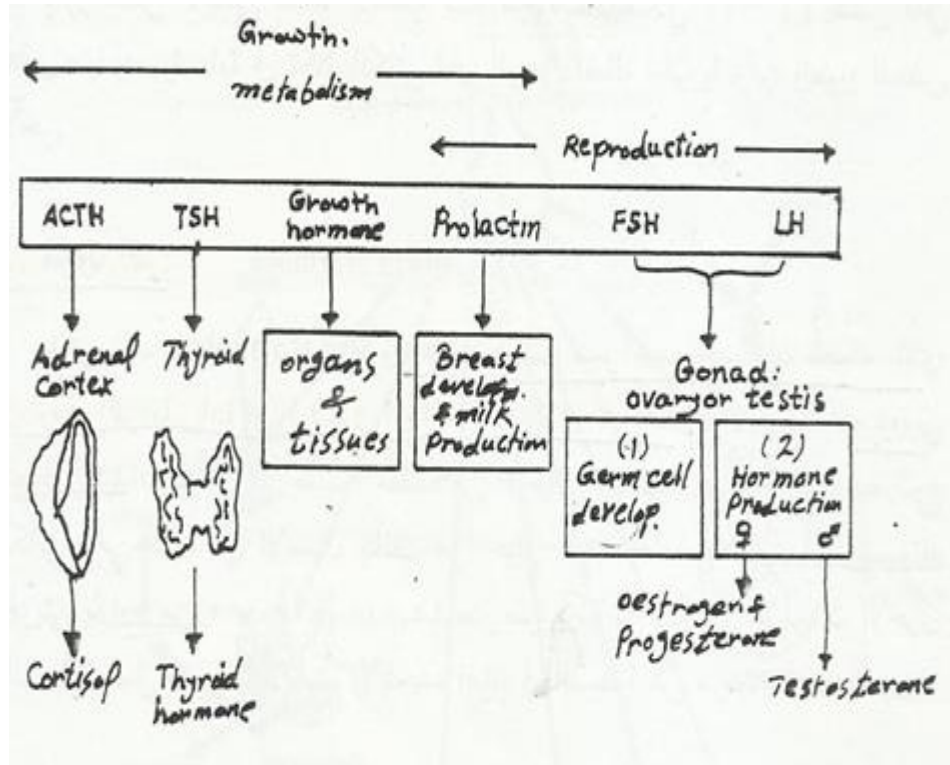 Growth.
metabolism
Reproduction
ACTH
TSH
Growth
hormone
Prolactin
FSH
LH
Adrenal
Cortex
Thyroid
organs
&
tissues
Breast
develop.
& milk
Production
Gonad:
ovary or testis
(1)
Germ cell
develop.
(2)
Hormone
Production
♀ ♂
Oestrogen &
Progesterone
Testosterone
Cortisol
Thyroid
hormone